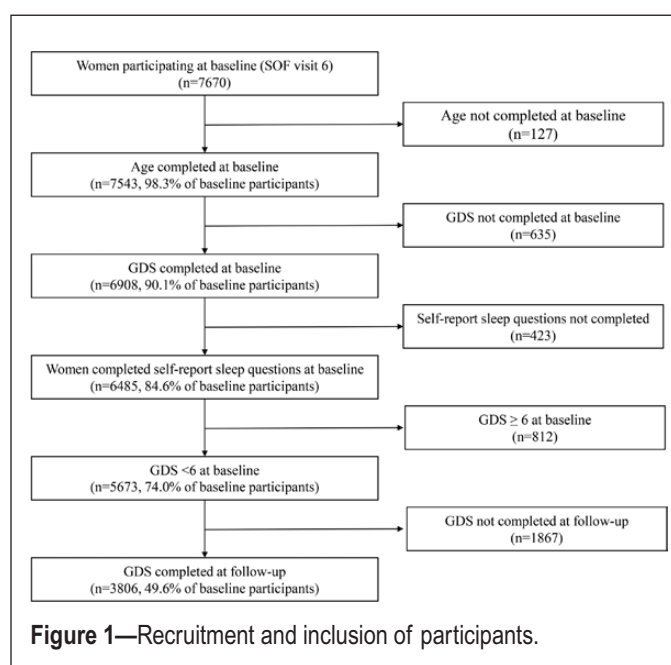 Women participating at baseline (SOF visit 6)
(n=7670)
Age not completed at baseline
(n=127)
Age completed at baseline
(n=7543, 98.3% of baseline participants)
GDS not completed at baseline
(n=635)
GDS completed at baseline
(n=6908, 90.1% of baseline participants)
Self-report sleep questions not completed
(n=423)
Women completed self-report sleep questions at baseline
(n=6485, 84.6% of baseline participants)
GDS ≥ 6 at baseline
(n=812)
GDS <6 at baseline
(n=5673, 74.0% of baseline participants)
GDS not completed at follow-up
(n=1867)
GDS completed at follow-up
(n=3806, 49.6% of baseline participants)
Figure 1—Recruitment and inclusion of participants.